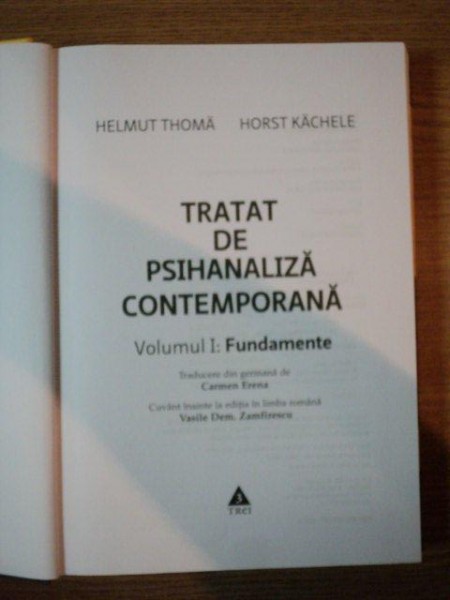 HELMUT THOMÄ HORST KÄCHELE
TRATAT
DE
PSIHANALIZĂ
CONTEMPORANĂ
Volumul I: Fundamente
Traducere din germană de
Carmen Erena
Cuvânt înainte la ediția în limba română
Vasile Dem. Zamfirescu
3
TREI